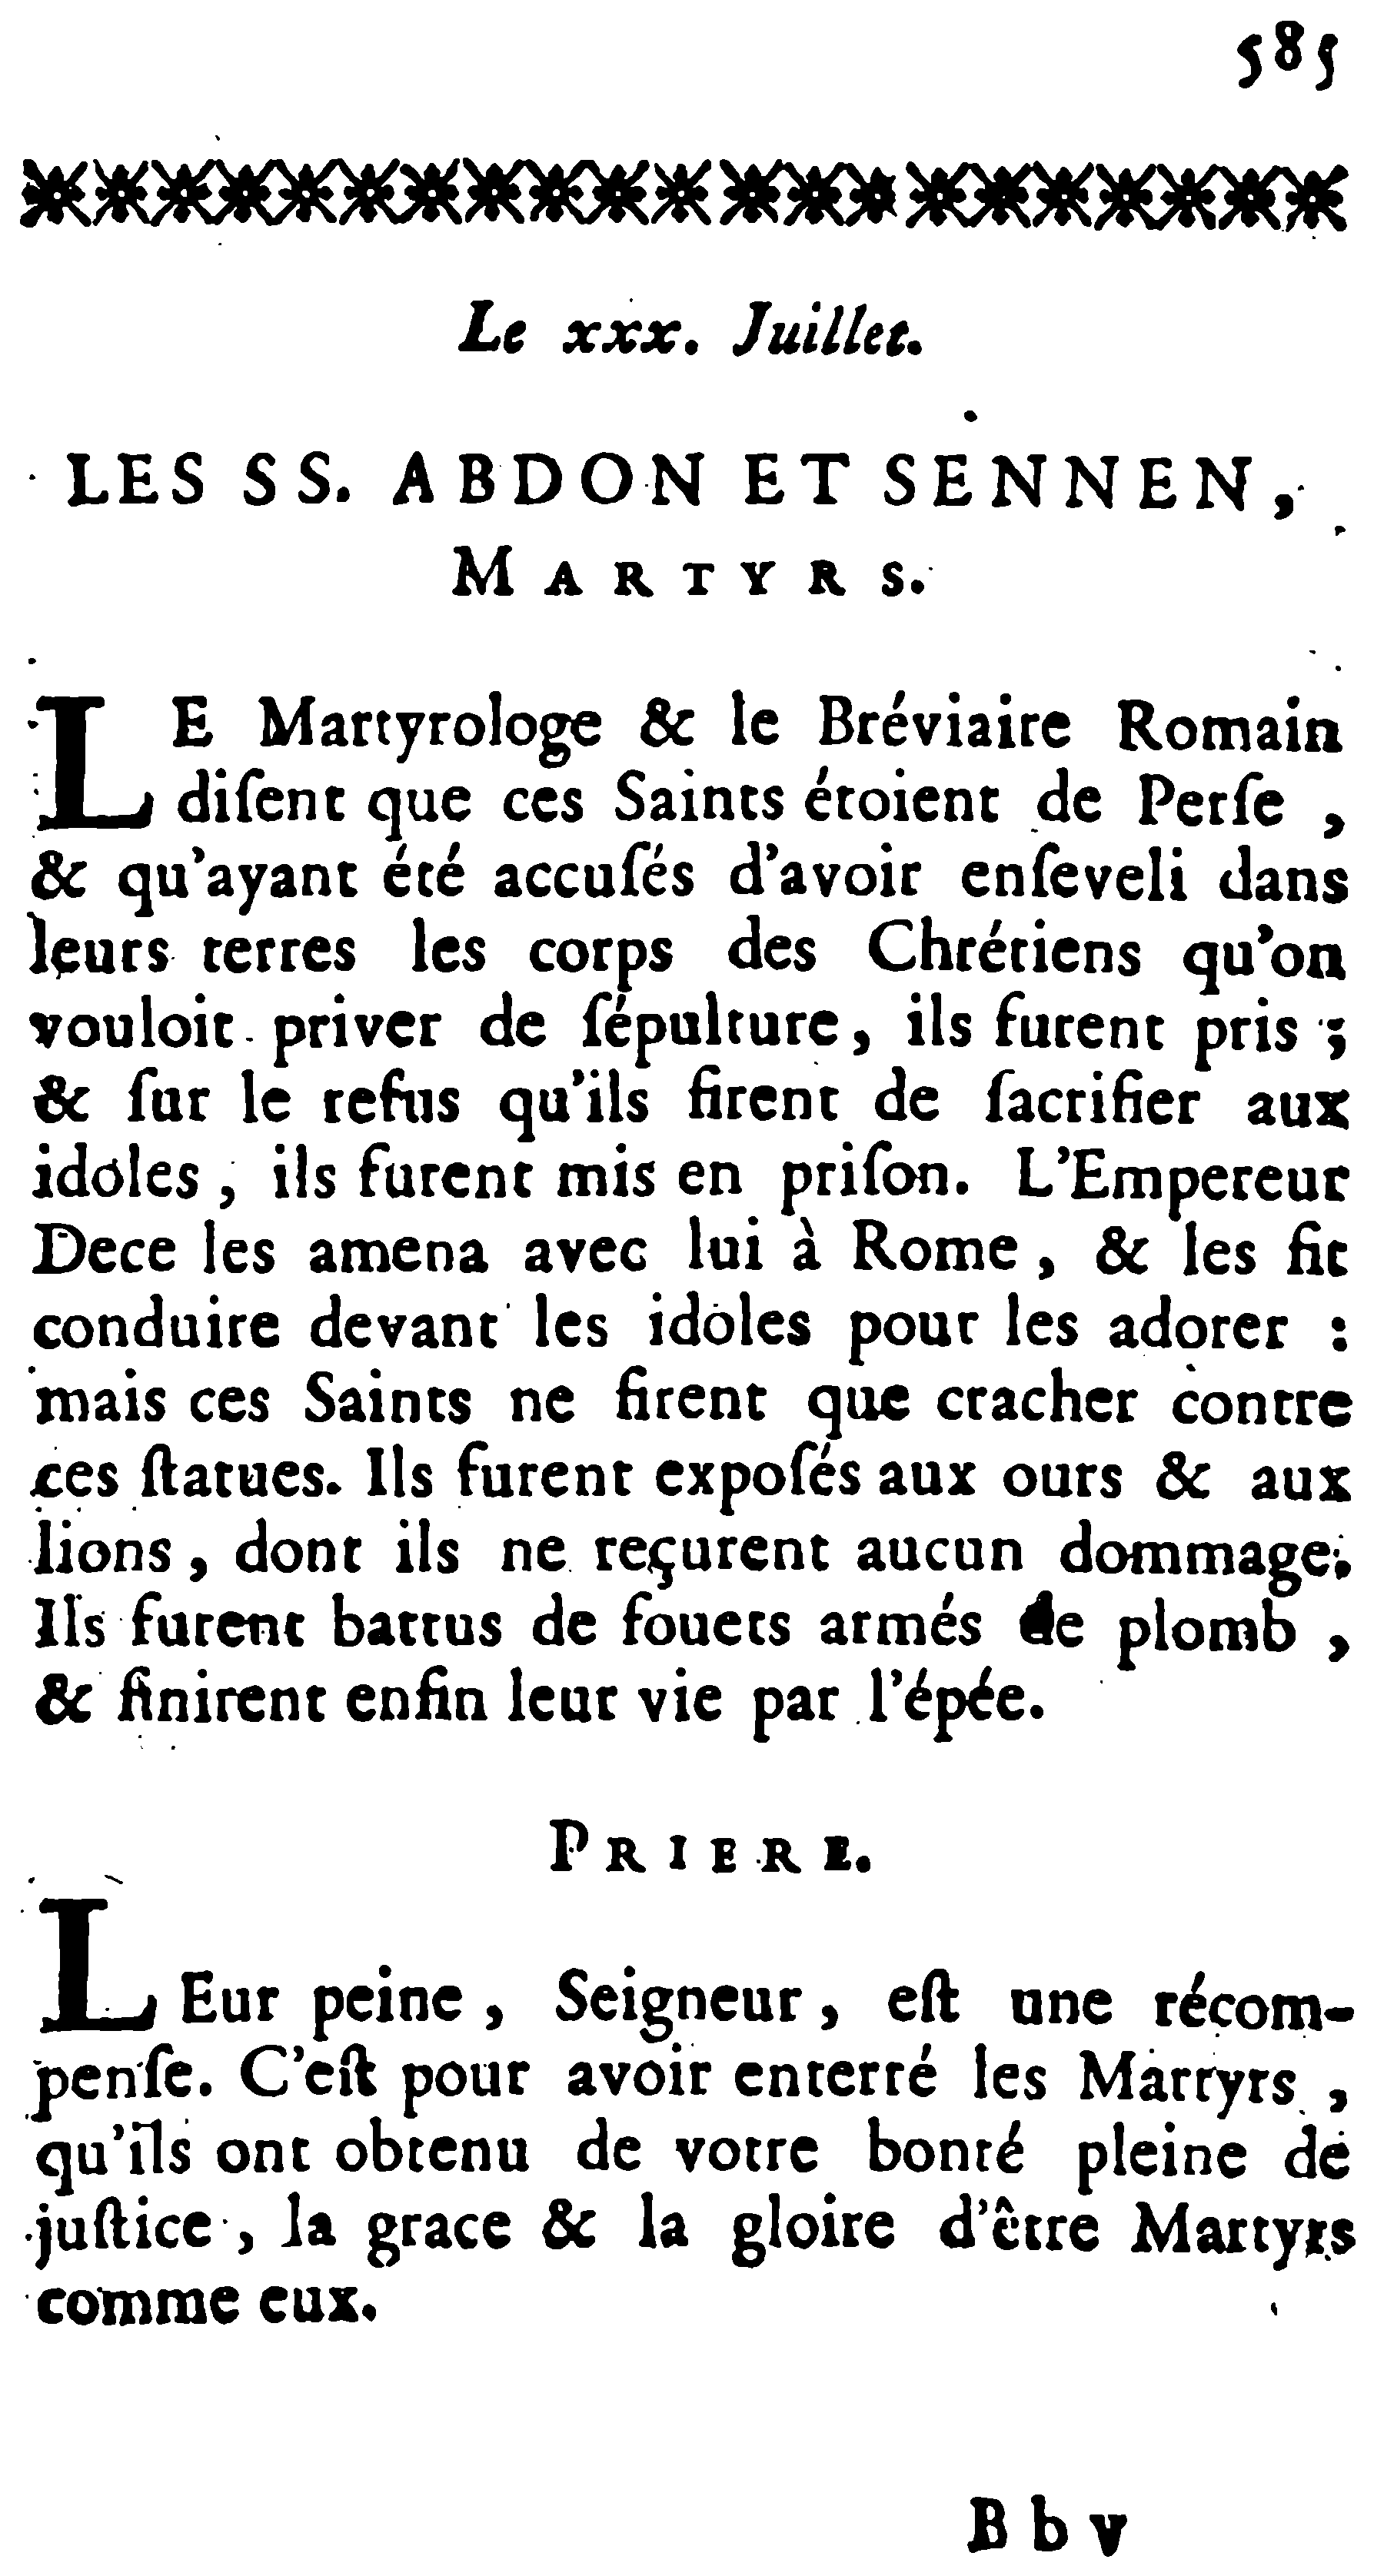 585
Le xxx. Juillet.
LES SS. ABDON ET SENNEN,
MARTYRS.
LE Martyrologe & le Bréviaire Romain
diſent que ces Saints étoient de Perſe ,
& qu'ayant été accuſés d'avoir enſeveli dans
leurs terres les corps des Chrétiens qu'on
vouloit priver de ſépulture, ils furent pris ;
& ſur le refus qu'ils firent de ſacrifier aux
idoles , ils furent mis en priſon. L'Empereur
Dece les amena avec lui à Rome , & les fit
conduire devant les idoles pour les adorer :
mais ces Saints ne firent que cracher contre
ces ſtatues. Ils furent expoſés aux ours & aux
lions , dont ils ne reçurent aucun dommage.
Ils furent battus de fouets armés de plomb ,
& finirent enfin leur vie par l'épée.
PRIERE.
LEur peine , Seigneur , eſt une récom-
penſe. C'eſt pour avoir enterré les Martyrs ,
qu'ils ont obtenu de votre bonté pleine de
juſtice , la grace & la gloire d'être Martyrs
comme eux.
Bbv